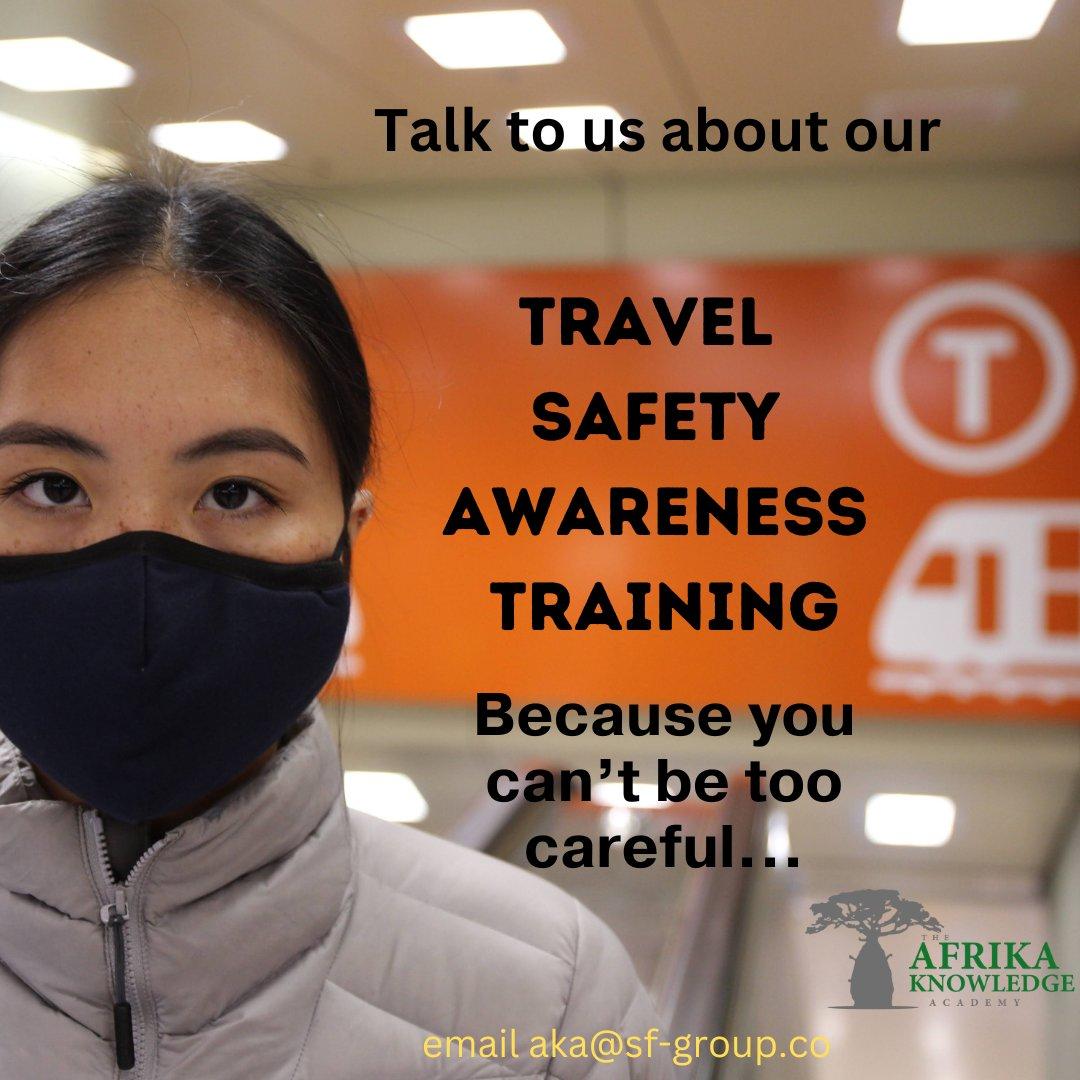 Talk to us about our
TRAVEL
SAFETY
AWARENESS
TRAINING
Because you
can't be too
careful...
T
THE
AFRIKA
KNOWLEDGE
ACADEMY
email aka@sf-group.co